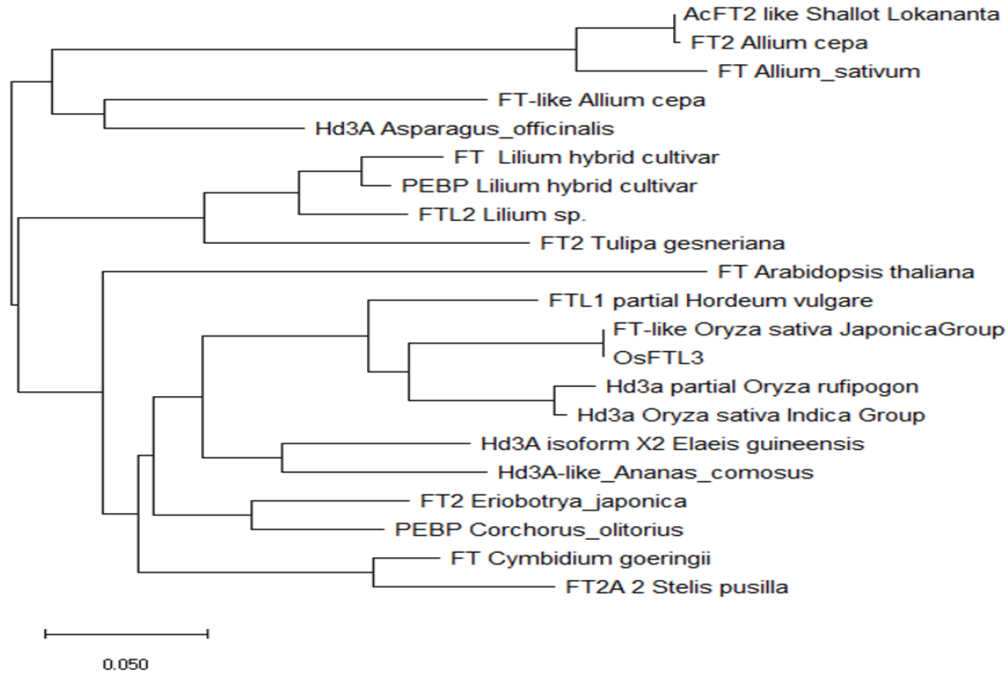 AcFT2 like Shallot Lokananta
FT2 Allium cepa
FT Allium_sativum
FT-like Allium cepa
Hd3A Asparagus_officinalis
FT Lilium hybrid cultivar
PEBP Lilium hybrid cultivar
FTL2 Lilium sp.
FT2 Tulipa gesneriana
FT Arabidopsis thaliana
FTL1 partial Hordeum vulgare
FT-like Oryza sativa JaponicaGroup
OsFTL3
Hd3a partial Oryza rufipogon
Hd3a Oryza sativa Indica Group
Hd3A isoform X2 Elaeis guineensis
Hd3A-like_Ananas_comosus
FT2 Eriobotrya_japonica
PEBP Corchorus_olitorius
FT Cymbidium goeringii
FT2A 2 Stelis pusilla
0.050